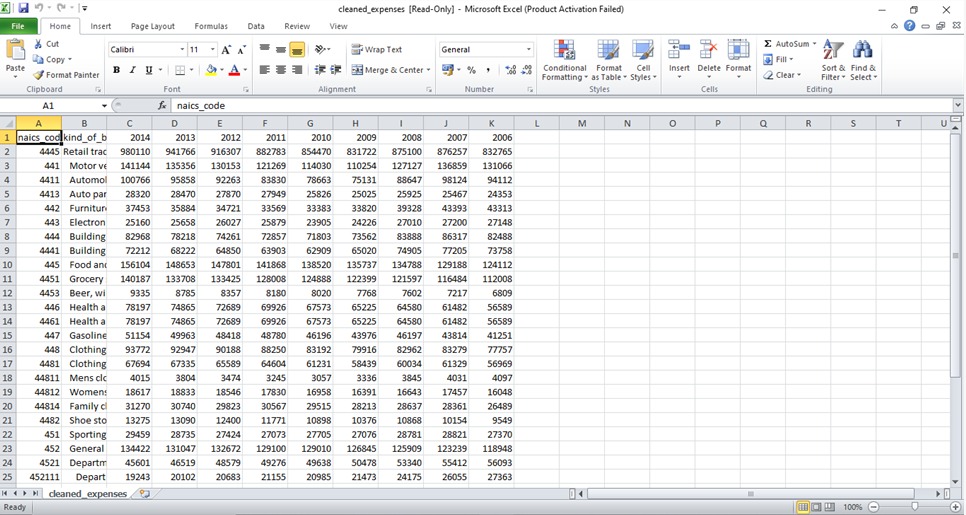 cleaned_expenses [Read-Only] - Microsoft Excel (Product Activation Failed)
File Home Insert Page Layout Formulas Data Review View
Paste Cut Copy Format Painter Clipboard
Calibri 11 B I U Font
Wrap Text Merge & Center Alignment
General $ % , Number
Conditional Formatting Format as Table Cell Styles Styles
Insert Delete Format Cells
AutoSum Fill Clear Sort & Filter Find & Select Editing
A1 fx naics_code
A B C D E F G H I J K L M N O P Q R S T U
1 naics_cod kind_of_b 2014 2013 2012 2011 2010 2009 2008 2007 2006
2 4445 Retail trac 980110 941766 916307 882783 854470 831722 875100 876257 832765
3 441 Motor ve 141144 135356 130153 121269 114030 110254 127127 136859 131066
4 4411 Automol 100766 95858 92263 83830 78663 75131 88647 98124 94112
5 4413 Auto par 28320 28470 27870 27949 25826 25025 25925 25467 24353
6 442 Furniture 37453 35884 34721 33569 33383 33820 39328 43393 43313
7 443 Electron 25160 25658 26027 25879 23905 24226 27010 27200 27148
8 444 Building 82968 78218 74261 72857 71803 73562 83888 86317 82488
9 4441 Building 72212 68222 64850 63903 62909 65020 74905 77205 73758
10 445 Food and 156104 148653 147801 141868 138520 135737 134788 129188 124112
11 4451 Grocery 140187 133708 133425 128008 124888 122399 121597 116484 112008
12 4453 Beer, wi 9335 8785 8357 8180 8020 7768 7602 7217 6809
13 446 Health a 78197 74865 72689 69926 67573 65225 64580 61482 56589
14 4461 Health a 78197 74865 72689 69926 67573 65225 64580 61482 56589
15 447 Gasoline 51154 49963 48418 48780 46196 43976 46197 43814 41251
16 448 Clothing 93772 92947 90188 88250 83192 79916 82962 83279 77757
17 4481 Clothing 67694 67335 65589 64604 61231 58439 60034 61329 56969
18 44811 Mens clo 4015 3804 3474 3245 3057 3336 3845 4031 4097
19 44812 Womens 18617 18833 18546 17830 16958 16391 16643 17457 16048
20 44814 Family cl 31270 30740 29823 30567 29515 28213 28637 28361 26489
21 4482 Shoe sto 13275 13090 12400 11771 10898 10376 10868 10154 9549
22 451 Sporting 29459 28735 27424 27073 27705 27076 28781 28821 27370
23 452 General 134422 131047 132672 129100 129010 126845 125909 123239 118948
24 4521 Departm 45601 46519 48579 49276 49638 50478 53340 55412 56093
25 452111 Depart 19243 20102 20683 21155 20985 21473 24175 26055 27363
cleaned_expenses
Ready 100%